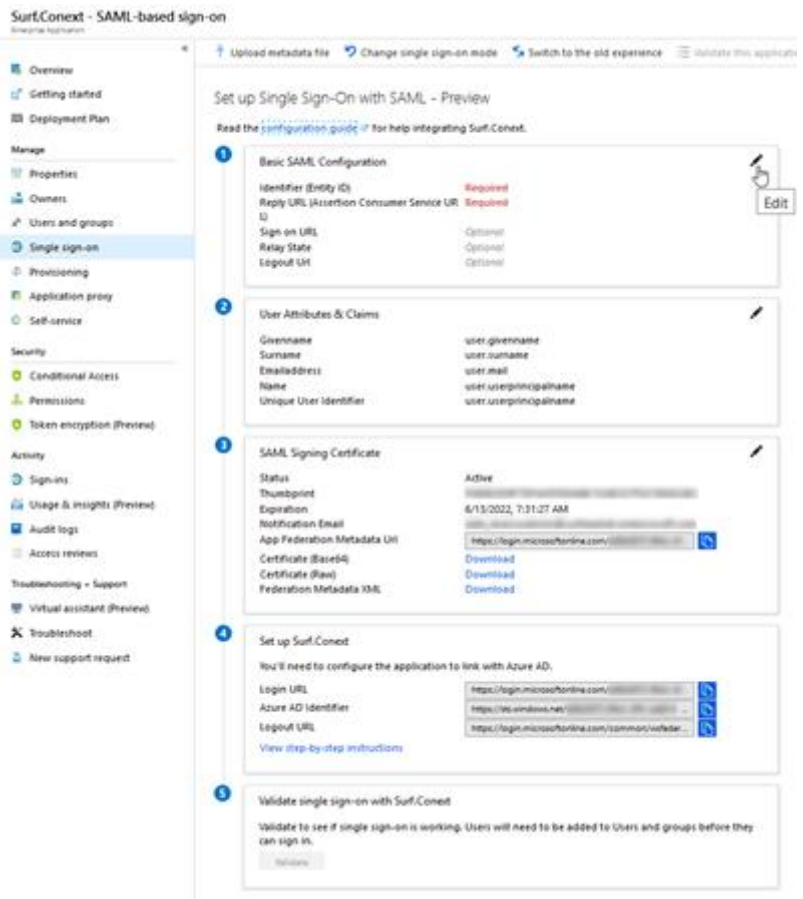 Surf.Conext - SAML-based sign-on
Enterprise Application
Upload metadata file Change single sign-on mode Switch to the old experience Validate this applicatio
Overview
Getting started
Deployment Plan
Manage
Properties
Owners
Users and groups
Single sign-on
Provisioning
Application proxy
Self-service
Security
Conditional Access
Permissions
Token encryption (Preview)
Activity
Sign-ins
Usage & insights (Preview)
Audit logs
Access reviews
Troubleshooting + Support
Virtual assistant (Preview)
Troubleshoot
New support request
Set up Single Sign-On with SAML - Preview
Read the configuration guide for help integrating Surf.Conext.
1
Basic SAML Configuration
Edit
Identifier (Entity ID) Required
Reply URL (Assertion Consumer Service UR Required
L)
Sign on URL Optional
Relay State Optional
Logout Url Optional
2
User Attributes & Claims
Givenname user.givenname
Surname user.surname
Emailaddress user.mail
Name user.userprincipalname
Unique User Identifier user.userprincipalname
3
SAML Signing Certificate
Status Active
Thumbprint
Expiration 6/13/2022, 7:31:27 AM
Notification Email
App Federation Metadata Url https://login.microsoftonline.com/
Certificate (Base64) Download
Certificate (Raw) Download
Federation Metadata XML Download
4
Set up Surf.Conext
You'll need to configure the application to link with Azure AD.
Login URL https://login.microsoftonline.com/
Azure AD Identifier https://sts.windows.net/ ...
Logout URL https://login.microsoftonline.com/common/wsfeder...
View step-by-step instructions
5
Validate single sign-on with Surf.Conext
Validate to see if single sign-on is working. Users will need to be added to Users and groups before they
can sign in.
Validate